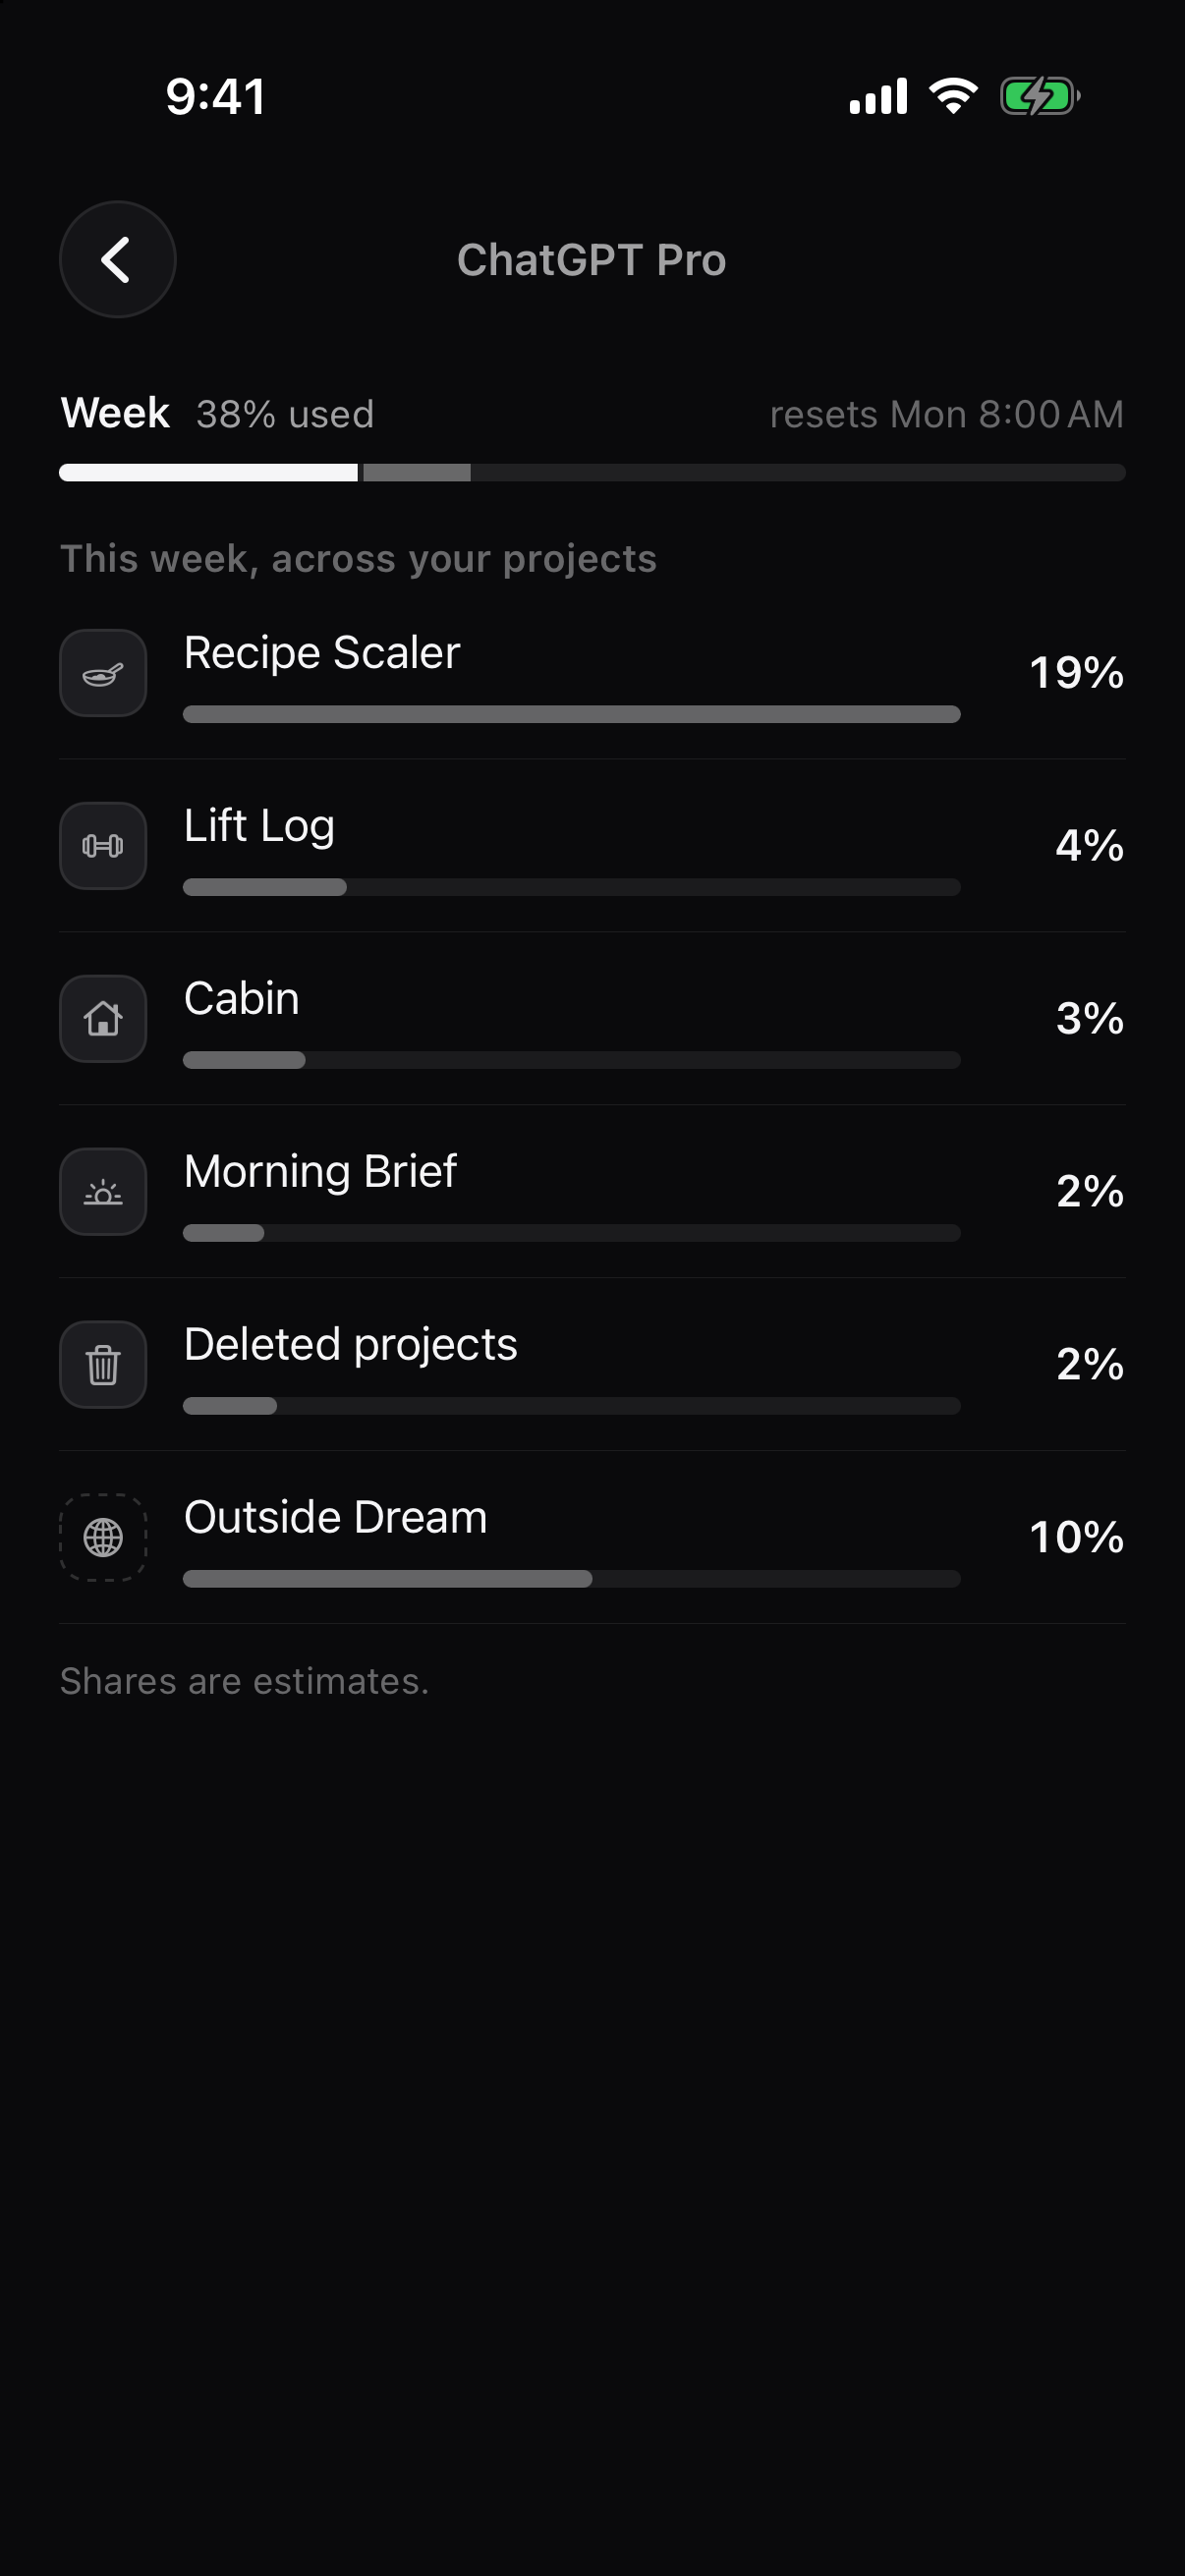 9:41
ChatGPT Pro
Week 38% used resets Mon 8:00 AM
This week, across your projects
Recipe Scaler
19%
Lift Log
4%
Cabin
3%
Morning Brief
2%
Deleted projects
2%
Outside Dream
10%
Shares are estimates.